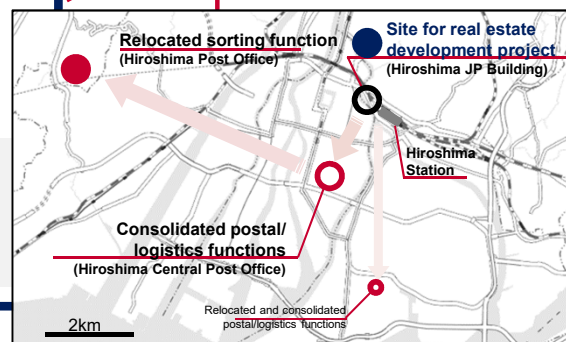 Relocated sorting function
(Hiroshima Post Office)
Site for real estate
development project
(Hiroshima JP Building)
Hiroshima
Station
Consolidated postal/
logistics functions
(Hiroshima Central Post Office)
Relocated and consolidated
postal/logistics functions
2km